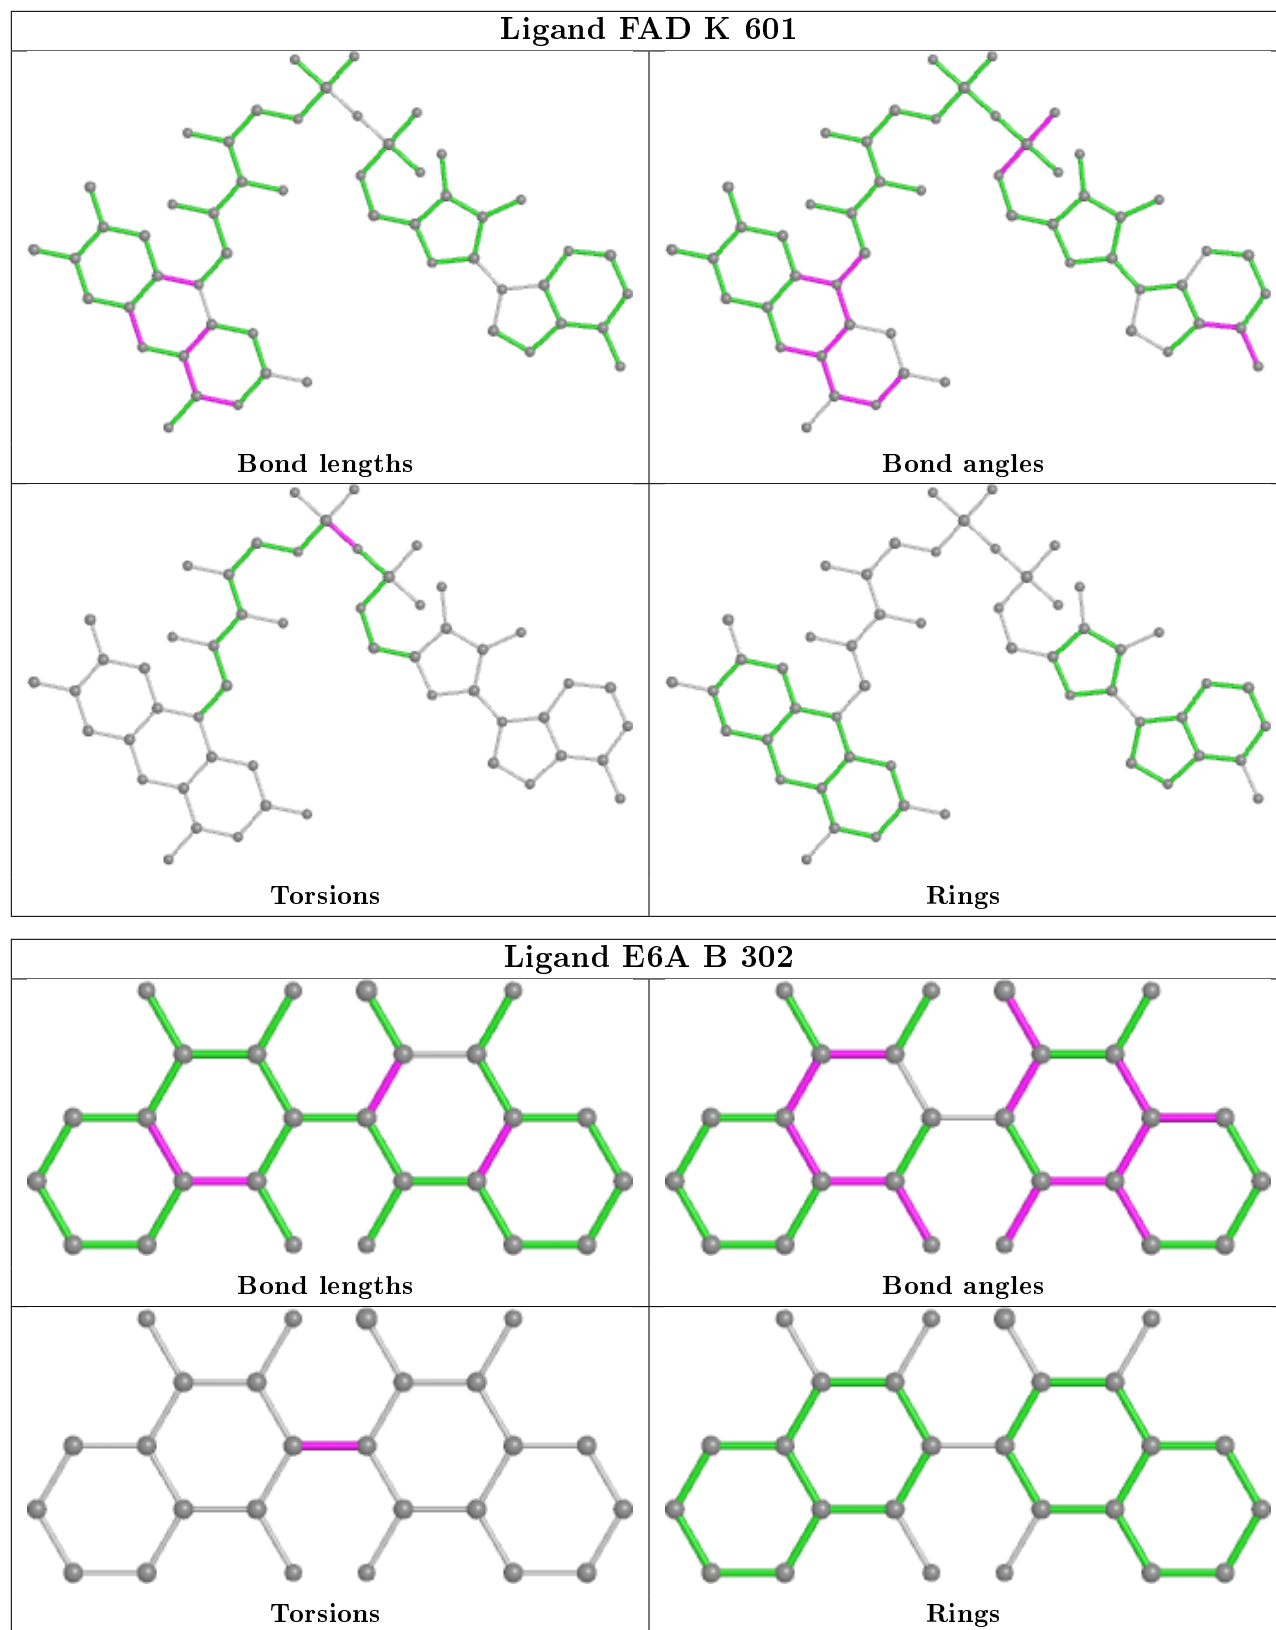 Ligand FAD K 601
Bond lengths
Bond angles
Torsions
Rings
Ligand E6A B 302
Bond lengths
Bond angles
Torsions
Rings